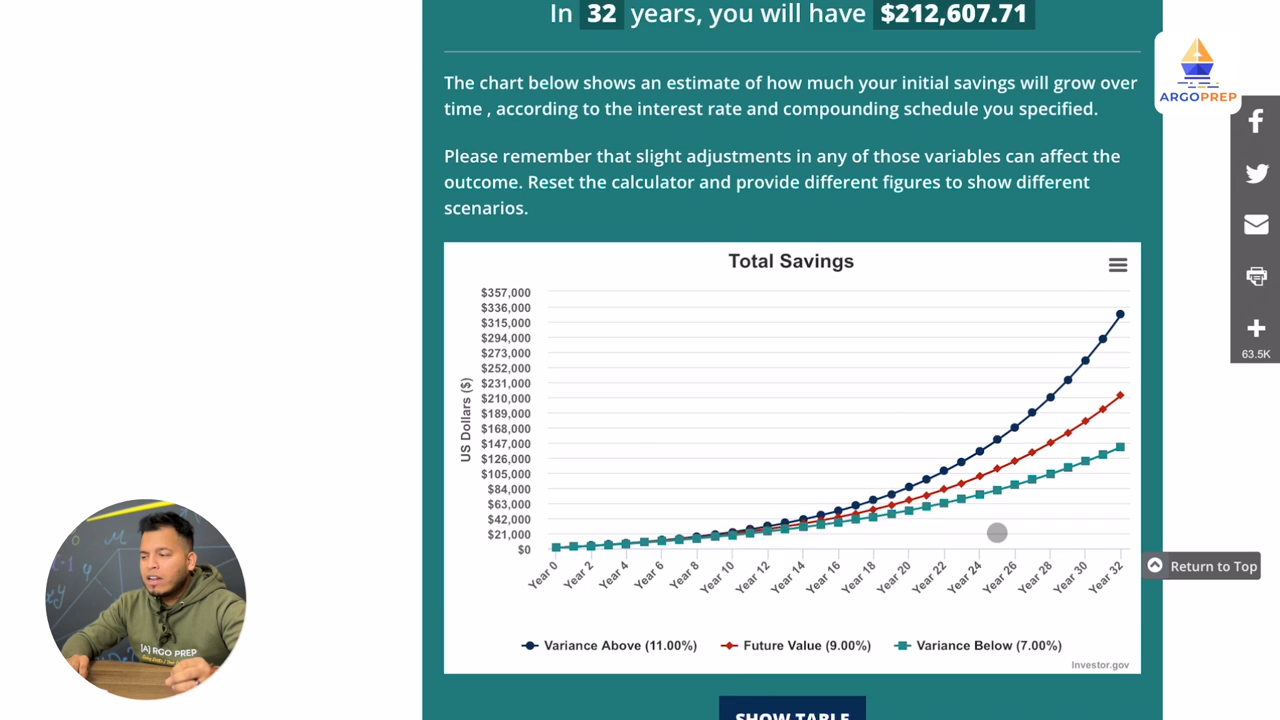 In 32 years, you will have $212,607.71
The chart below shows an estimate of how much your initial savings will grow over
time , according to the interest rate and compounding schedule you specified.
Please remember that slight adjustments in any of those variables can affect the
outcome. Reset the calculator and provide different figures to show different
scenarios.
ARGOPREP
63.5K
Total Savings
US Dollars ($)
$357,000
$336,000
$315,000
$294,000
$273,000
$252,000
$231,000
$210,000
$189,000
$168,000
$147,000
$126,000
$105,000
$84,000
$63,000
$42,000
$21,000
$0
Year 0
Year 2
Year 4
Year 6
Year 8
Year 10
Year 12
Year 14
Year 16
Year 18
Year 20
Year 22
Year 24
Year 26
Year 28
Year 30
Year 32
Variance Above (11.00%)
Future Value (9.00%)
Variance Below (7.00%)
Investor.gov
Return to Top
SHOW TABLE
[A] RGO PREP